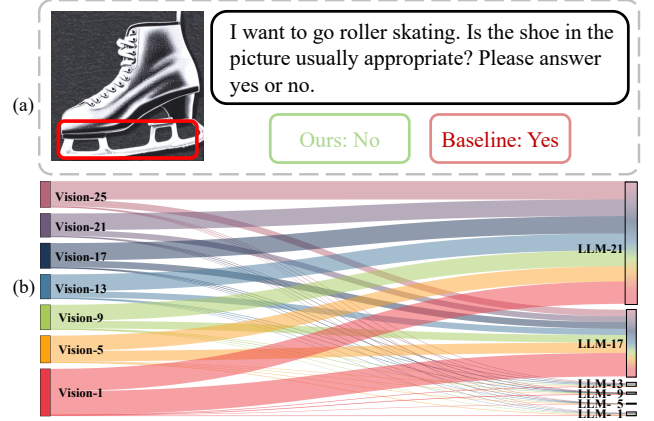 (a)
I want to go roller skating. Is the shoe in the
picture usually appropriate? Please answer
yes or no.
Ours: No
Baseline: Yes
(b)
Vision-25
Vision-21
Vision-17
Vision-13
Vision-9
Vision-5
Vision-1
LLM-21
LLM-17
LLM-13
LLM- 9
LLM- 5
LLM- 1